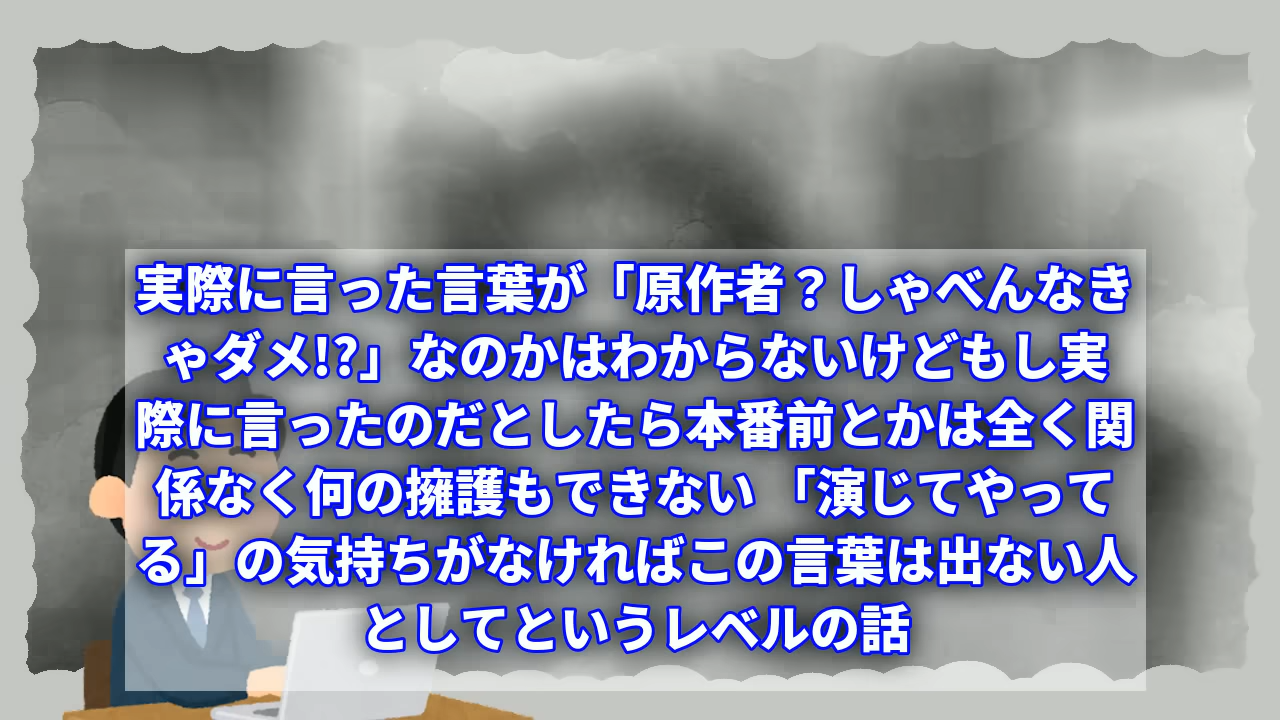 実際に言った言葉が「原作者？しゃべんなき
ゃダメ!?」なのかはわからないけどもし実
際に言ったのだとしたら本番前とかは全く関
係なく何の擁護もできない 「演じてやって
る」の気持ちがなければこの言葉は出ない人
としてというレベルの話